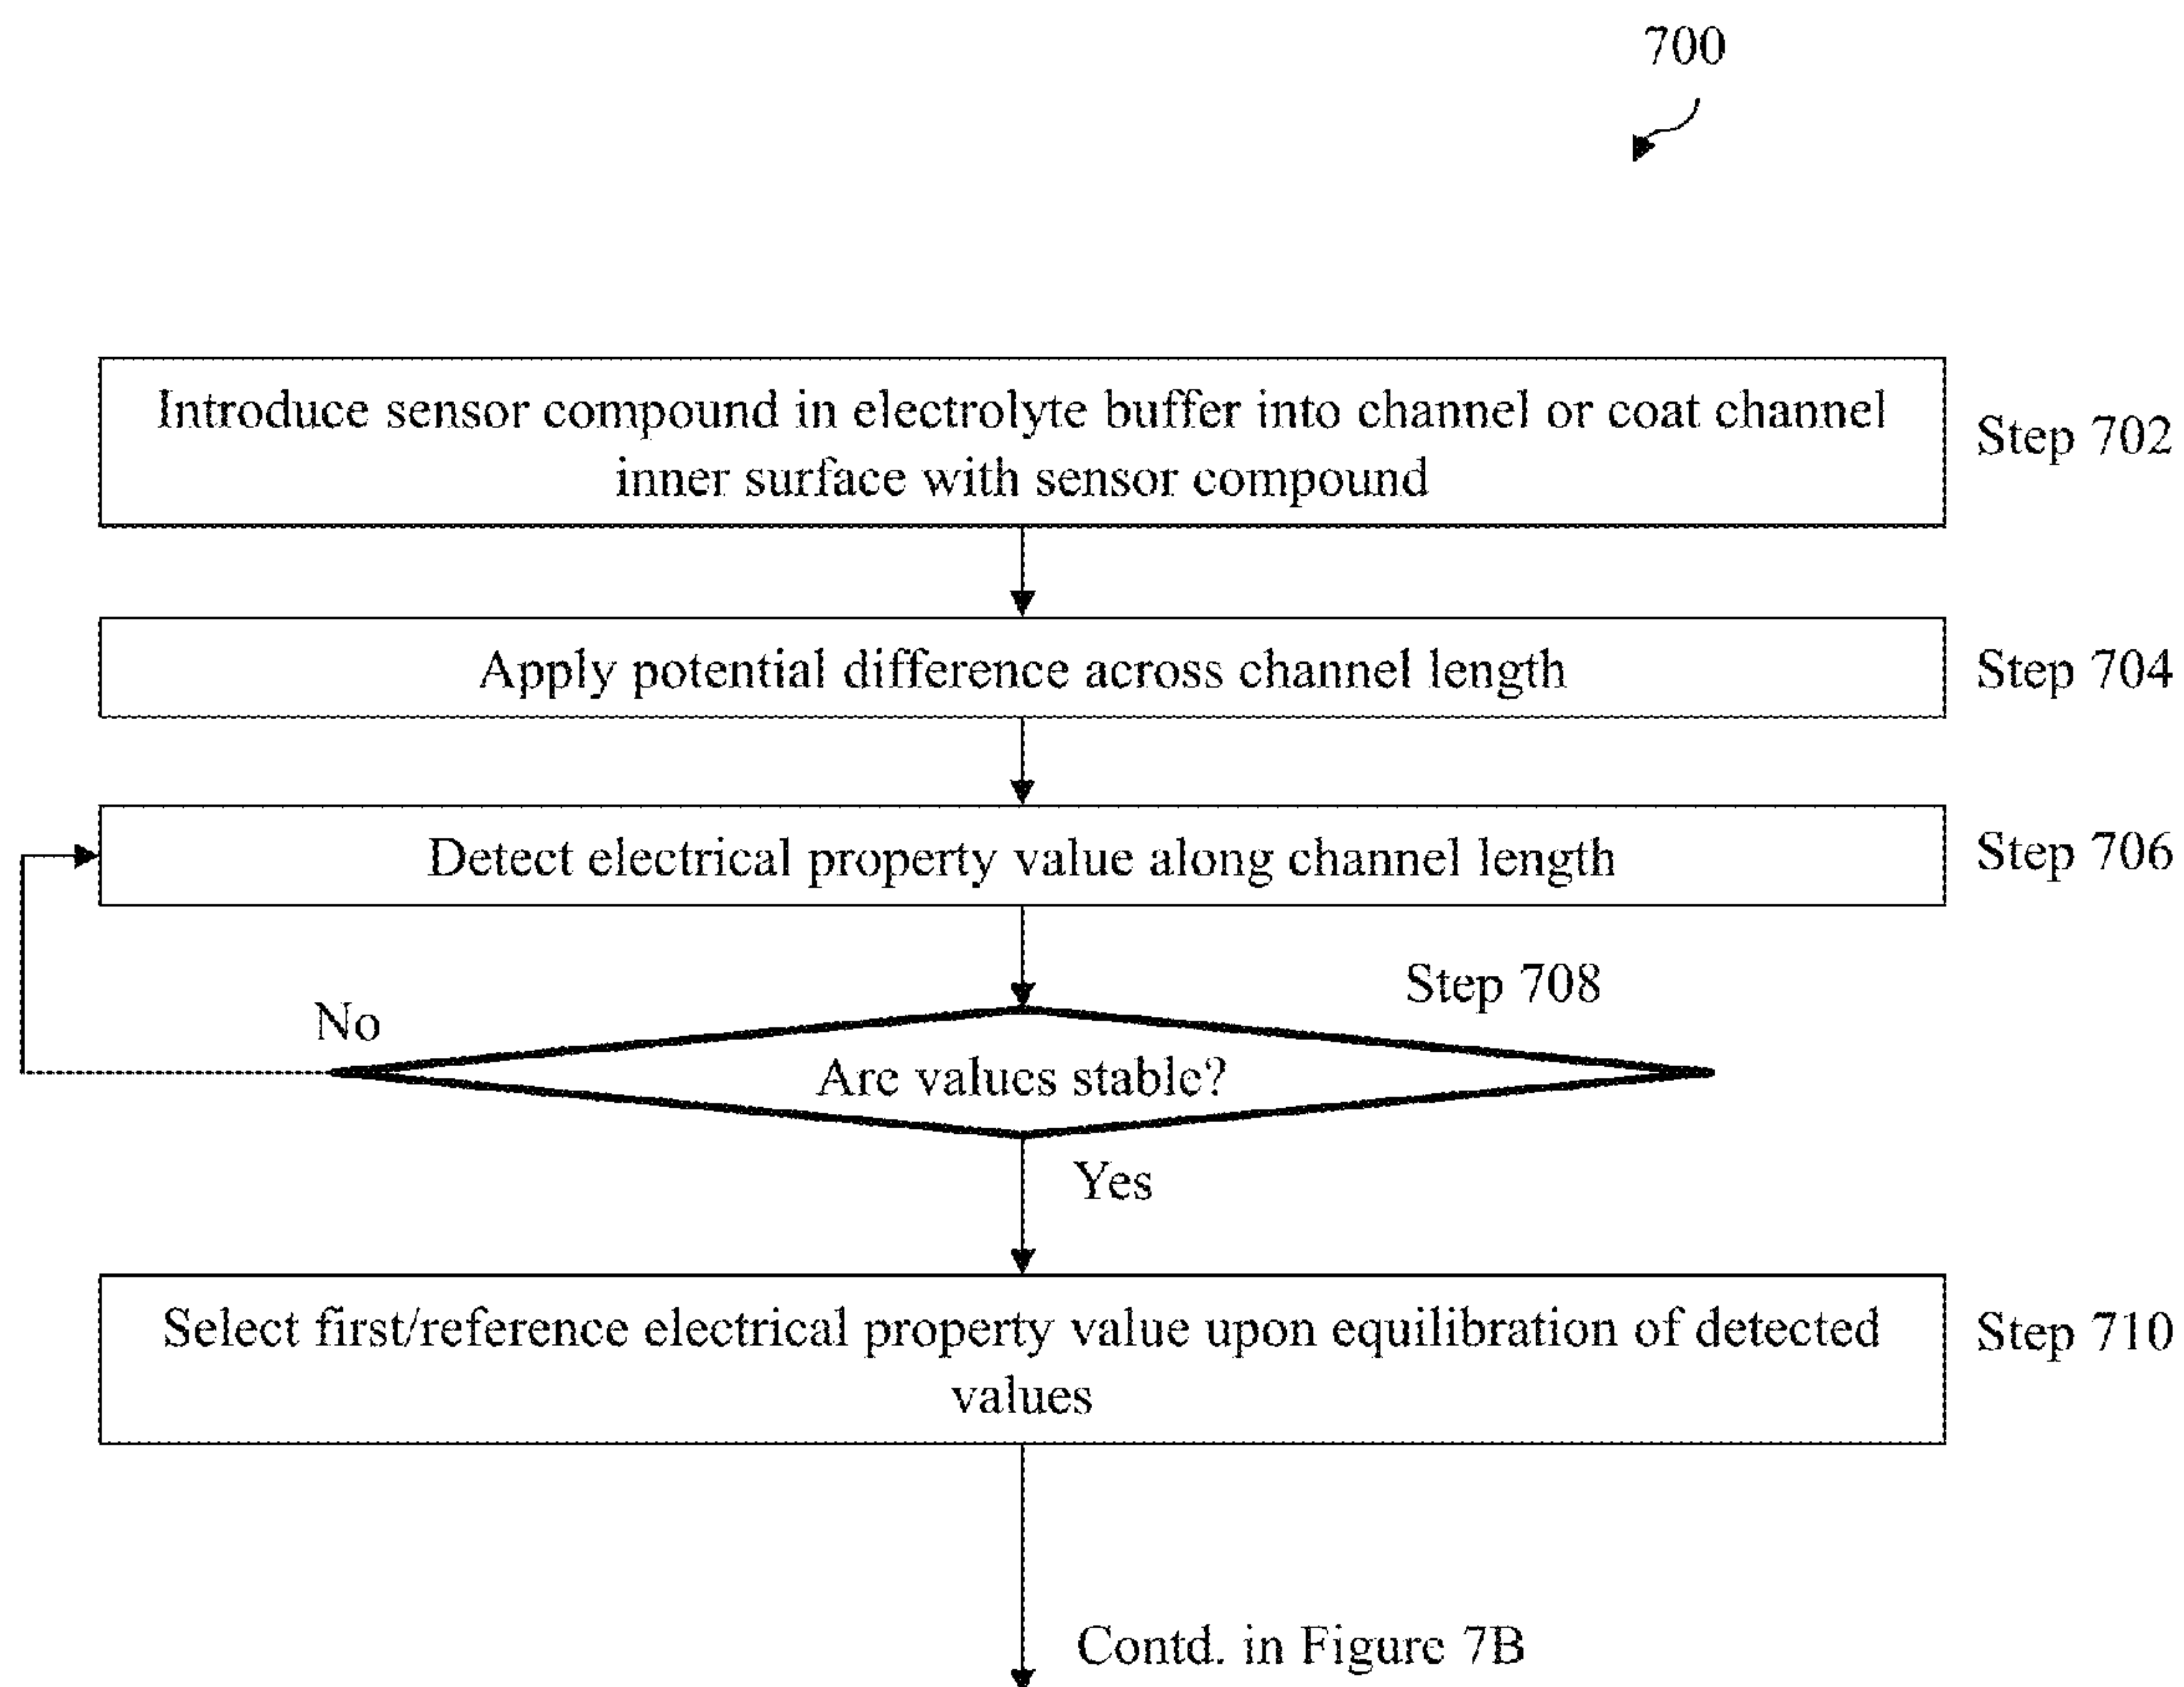 700
Introduce sensor compound in electrolyte buffer into channel or coat channel
inner surface with sensor compound
Step 702
Apply potential difference across channel length
Step 704
Detect electrical property value along channel length
Step 706
Step 708
No
Are values stable?
Yes
Select first/reference electrical property value upon equilibration of detected
values
Step 710
Contd. in Figure 7B